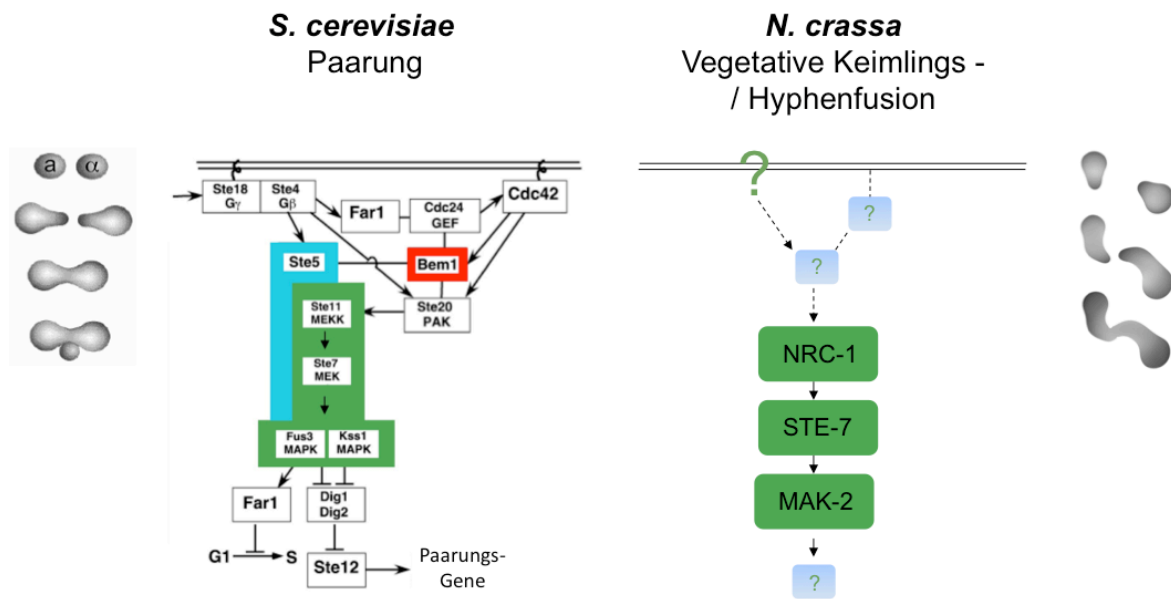 S. cerevisiae
Paarung
N. crassa
Vegetative Keimlings -
/ Hyphenfusion
a
α
Ste18
Gγ
Ste4
Gβ
Far1
Cdc24
GEF
Cdc42
Ste5
Bem1
Ste11
MEKK
Ste20
PAK
Ste7
MEK
Fus3
MAPK
Kss1
MAPK
Far1
Dig1
Dig2
G1
S
Ste12
Paarungs-
Gene
?
?
?
NRC-1
STE-7
MAK-2
?